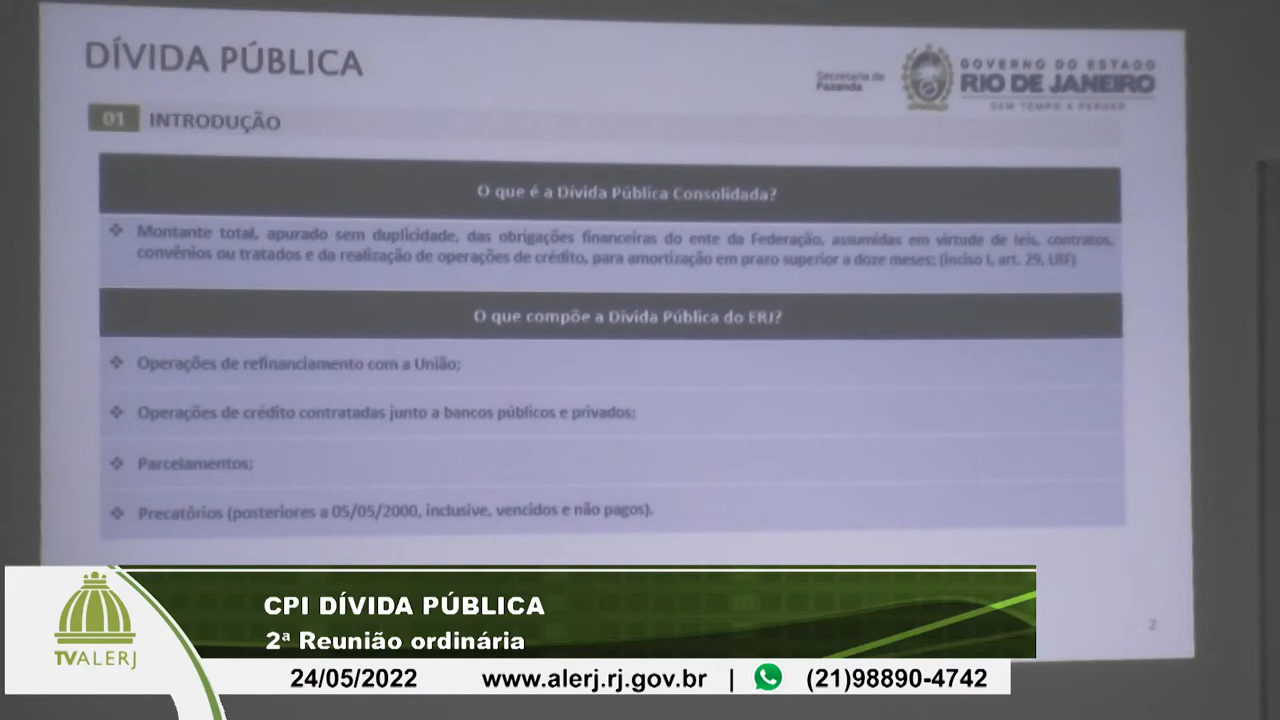 DÍVIDA PÚBLICA
Secretaria de
Fazenda
GOVERNO DO ESTADO
RIO DE JANEIRO
SEM TEMPO A PERDER
01 INTRODUÇÃO
O que é a Dívida Pública Consolidada?
❖ Montante total, apurado sem duplicidade, das obrigações financeiras do ente da Federação, assumidas em virtude de leis, contratos,
convênios ou tratados e da realização de operações de crédito, para amortização em prazo superior a doze meses; (inciso I, art. 29, LRF)
O que compõe a Dívida Pública do ERJ?
❖ Operações de refinanciamento com a União;
❖ Operações de crédito contratadas junto a bancos públicos e privados;
❖ Parcelamentos;
❖ Precatórios (posteriores a 05/05/2000, inclusive, vencidos e não pagos).
2
CPI DÍVIDA PÚBLICA
2ª Reunião ordinária
TVALERJ
24/05/2022 www.alerj.rj.gov.br | (21)98890-4742